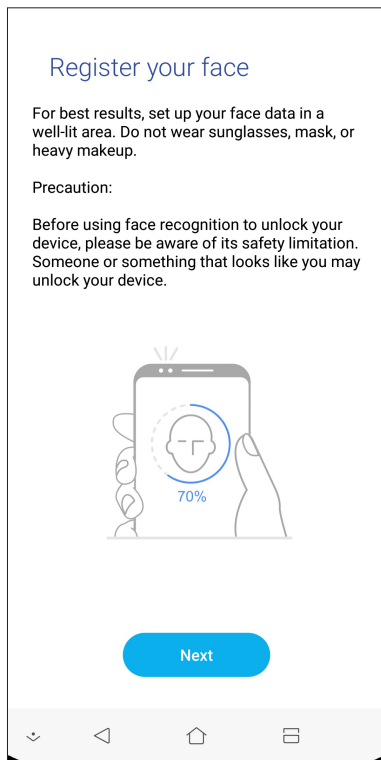 Register your face
For best results, set up your face data in a
well-lit area. Do not wear sunglasses, mask, or
heavy makeup.
Precaution:
Before using face recognition to unlock your
device, please be aware of its safety limitation.
Someone or something that looks like you may
unlock your device.
70%
Next